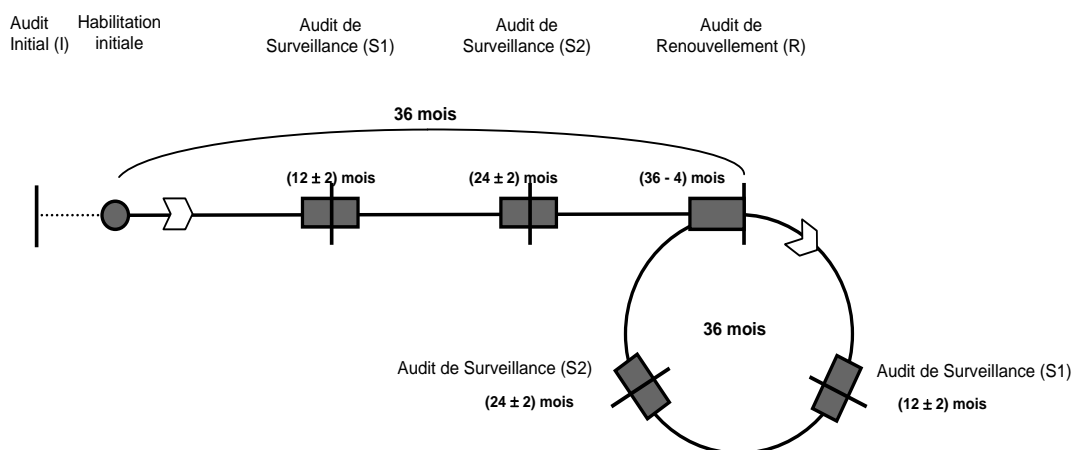 Audit
Initial (I)
Habilitation
initiale
Audit de
Surveillance (S1)
Audit de
Surveillance (S2)
Audit de
Renouvellement (R)
36 mois
(12 ± 2) mois
(24 ± 2) mois
(36 - 4) mois
36 mois
Audit de Surveillance (S2)
(24 ± 2) mois
Audit de Surveillance (S1)
(12 ± 2) mois